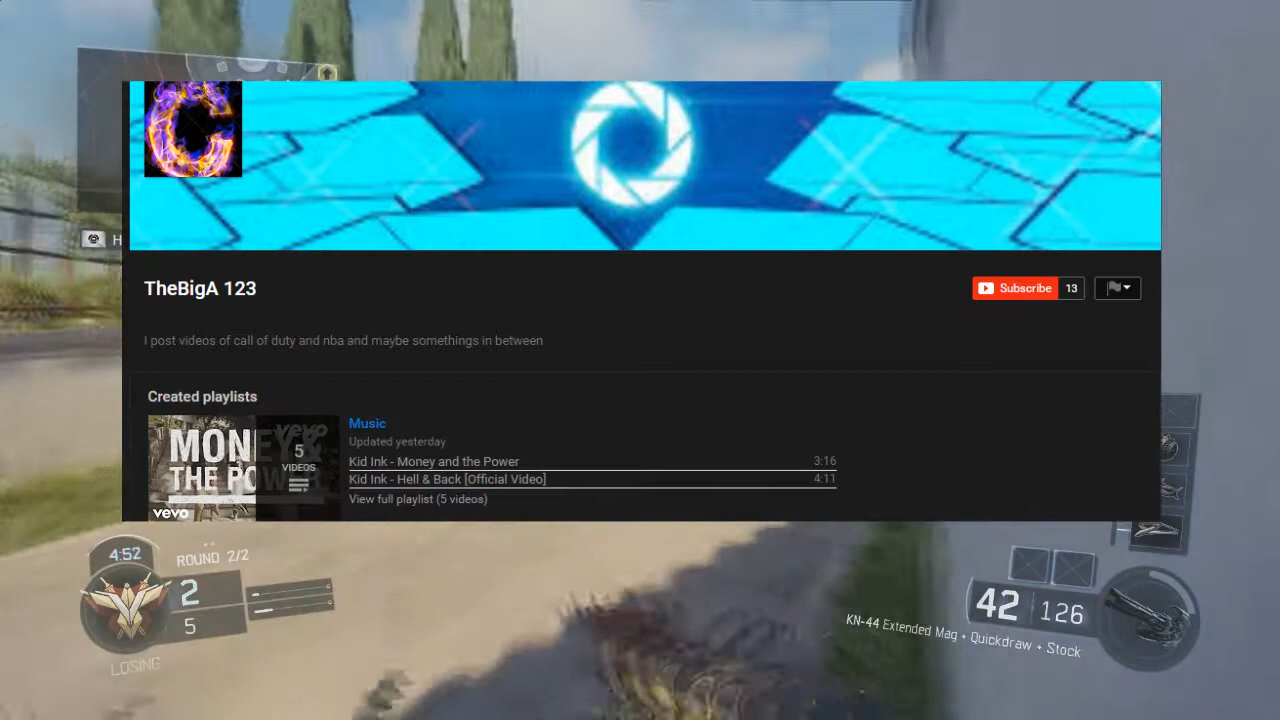 H
TheBigA 123
Subscribe 13
I post videos of call of duty and nba and maybe somethings in between
Created playlists
MONEY &
THE POWER
vevo
vevo
5
VIDEOS
Music
Updated yesterday
Kid Ink - Money and the Power 3:16
Kid Ink - Hell & Back [Official Video] 4:11
View full playlist (5 videos)
4:52
ROUND 2/2
2
5
LOSING
42 126
KN-44 Extended Mag + Quickdraw + Stock